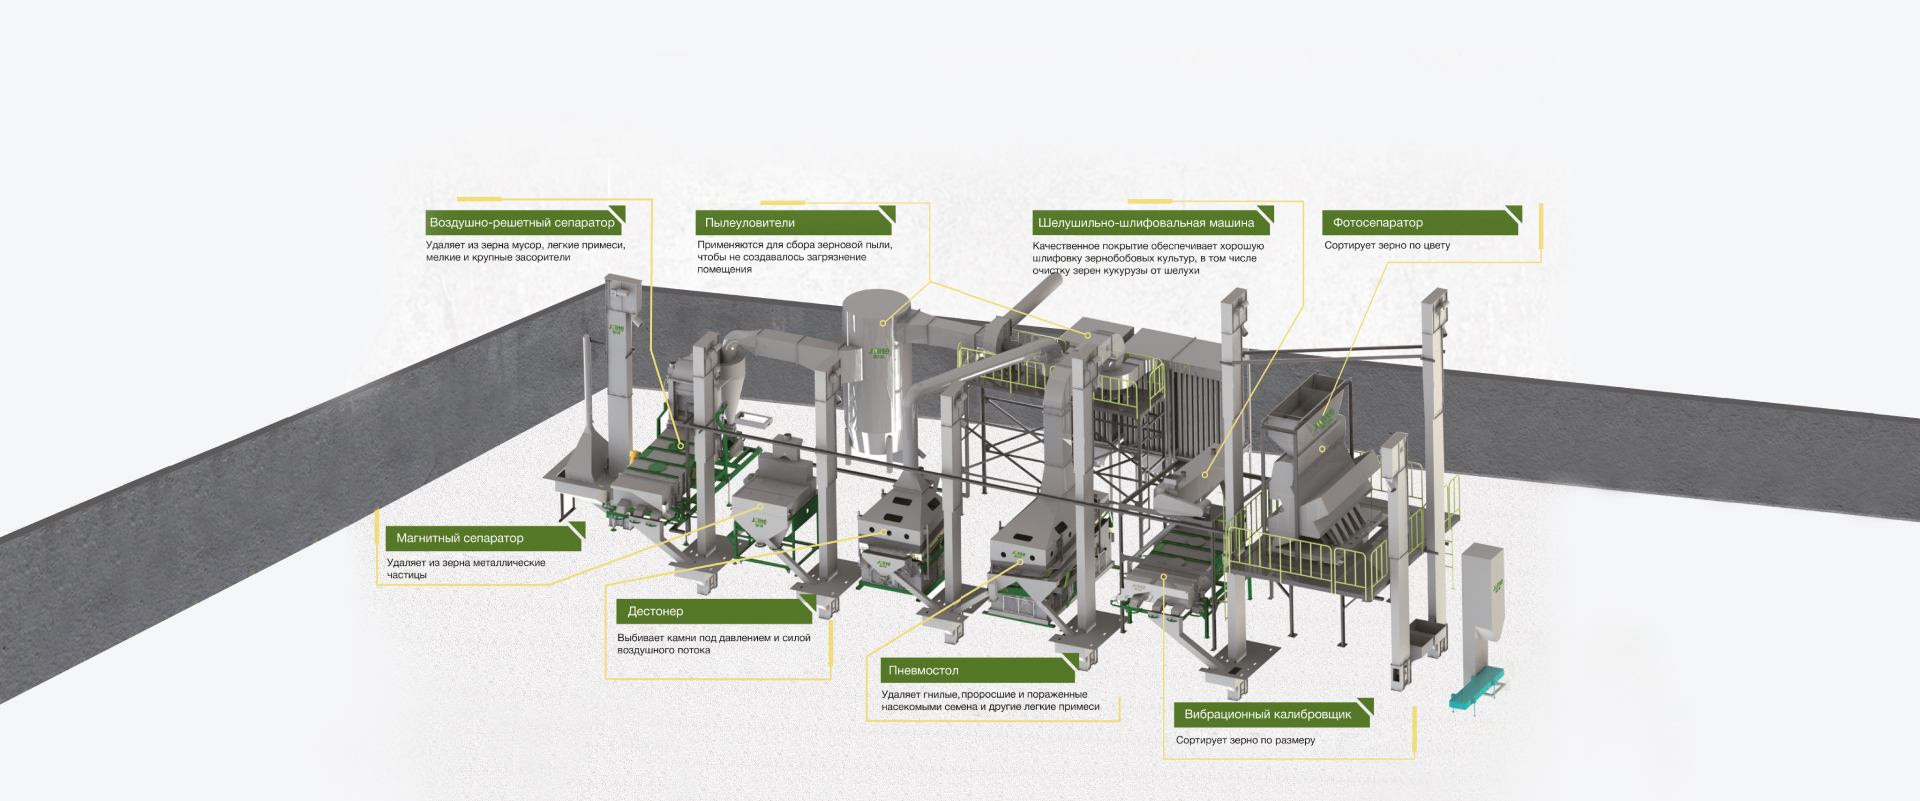 Воздушно-решетный сепаратор
Удаляет из зерна мусор, легкие примеси,
мелкие и крупные засорители
Пылеуловители
Применяются для сбора зерновой пыли,
чтобы не создавалось загрязнение
помещения
Шелушильно-шлифовальная машина
Качественное покрытие обеспечивает хорошую
шлифовку зернобобовых культур, в том числе
очистку зерен кукурузы от шелухи
Фотосепаратор
Сортирует зерно по цвету
Магнитный сепаратор
Удаляет из зерна металлические
частицы
Дестонер
Выбивает камни под давлением и силой
воздушного потока
Пневмостол
Удаляет гнилые, проросшие и пораженные
насекомыми семена и другие легкие примеси
Вибрационный калибровщик
Сортирует зерно по размеру